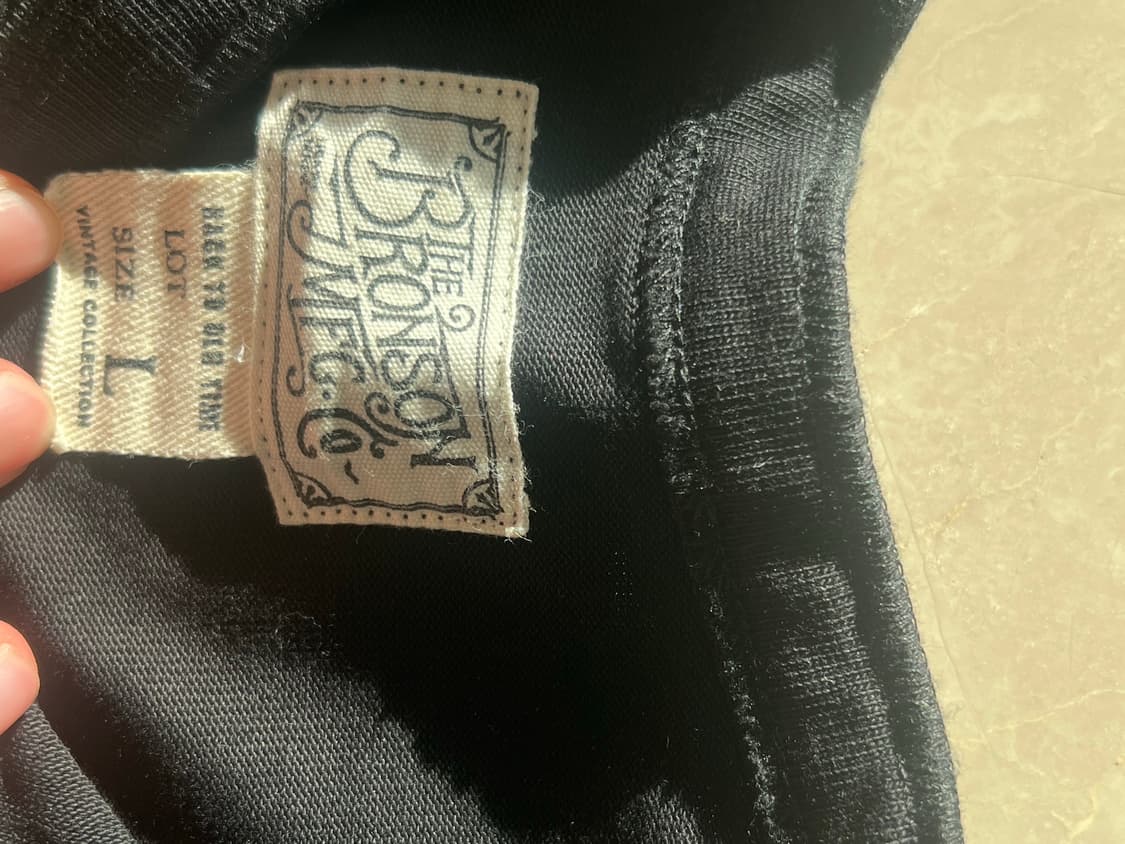 THE
BRONSON
MFG. Co
BACK TO OLD TIME
LOT
SIZE L
VINTAGE COLLECTION